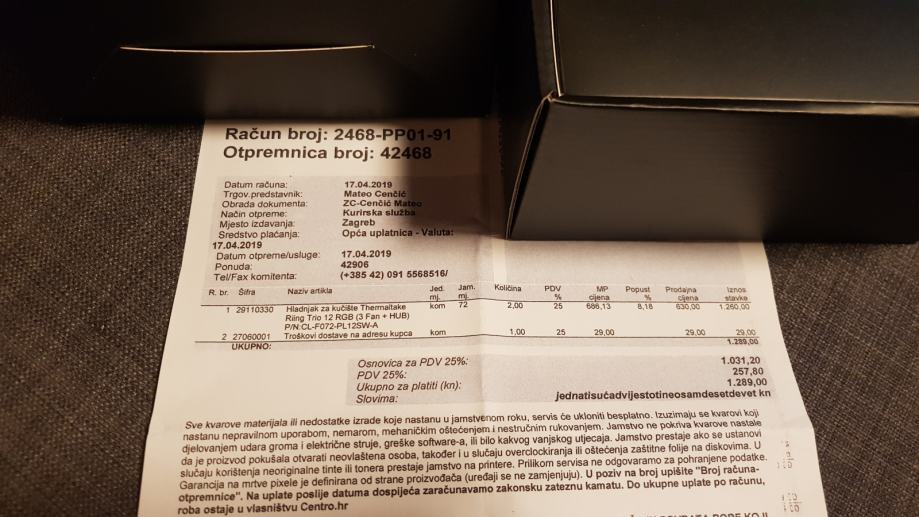 Račun broj: 2468-PP01-91
Otpremnica broj: 42468
Datum računa: 17.04.2019
Trgov.predstavnik: Mateo Cenčić
Obrada dokumenta: ZC-Cenčić Mateo
Način otpreme: Kurirska služba
Mjesto izdavanja: Zagreb
Sredstvo plaćanja: Opća uplatnica - Valuta:
17.04.2019
Datum otpreme/usluge: 17.04.2019
Ponuda: 42906
Tel/Fax komitenta: (+385 42) 091 5568516/
R. br. Šifra Naziv artikla Jed. mj. Jam. mj. Količina PDV % MP cijena Popust % Prodajna cijena Iznos stavke
1 29110330 Hladnjak za kućište Thermaltake kom 72 2,00 25 686,13 8,18 630,00 1.260,00
Riing Trio 12 RGB (3 Fan + HUB)
P/N:CL-F072-PL12SW-A
2 27060001 Troškovi dostave na adresu kupca kom 1,00 25 29,00 29,00 29,00
UKUPNO: 1.289,00
Osnovica za PDV 25%: 1.031,20
PDV 25%: 257,80
Ukupno za platiti (kn): 1.289,00
Slovima: jednatisućadvijestotineosamdesetdevet kn
Sve kvarove materijala ili nedostatke izrade koje nastanu u jamstvenom roku, servis će ukloniti besplatno. Izuzimaju se kvarovi koji
nastanu nepravilnom uporabom, nemarom, mehaničkim oštećenjem i nestručnim rukovanjem. Jamstvo ne pokriva kvarove nastale
djelovanjem udara groma i električne struje, greške software-a, ili bilo kakvog vanjskog utjecaja. Jamstvo prestaje ako se ustanovi
da je proizvod pokušala otvarati neovlaštena osoba, također i u slučaju overclockiranja ili oštećenja zaštitne folije na diskovima. U
slučaju korištenja neoriginalne tinte ili tonera prestaje jamstvo na printere. Prilikom servisa ne odgovaramo za pohranjene podatke.
Garancija na mrtve pixele je definirana od strane proizvođača (uređaji se ne zamjenjuju). U poziv na broj upišite "Broj računa-
otpremnice". Na uplate poslije datuma dospijeća zaračunavamo zakonsku zateznu kamatu. Do ukupne uplate po računu,
roba ostaje u vlasništvu Centro.hr